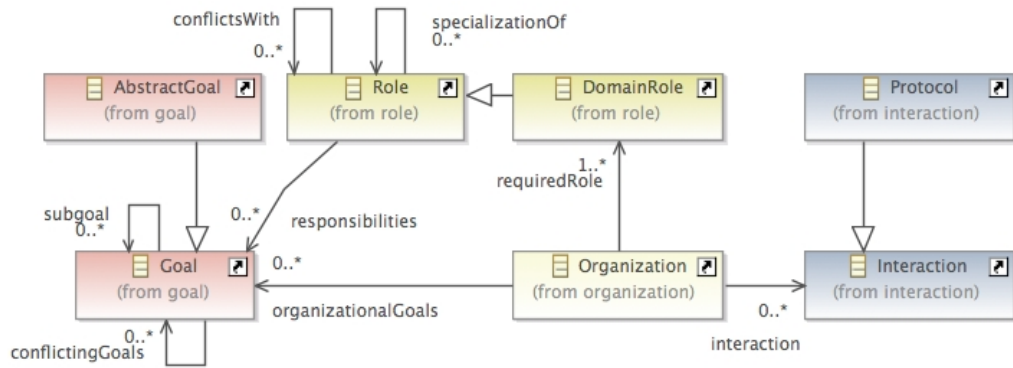 conflictsWith
0..*
specializationOf
0..*
AbstractGoal
(from goal)
Role
(from role)
DomainRole
(from role)
Protocol
(from interaction)
1..*
requiredRole
subgoal
0..*
0..*
responsibilities
Goal
(from goal)
0..*
organizationalGoals
Organization
(from organization)
Interaction
(from interaction)
0..*
interaction
0..*
conflictingGoals